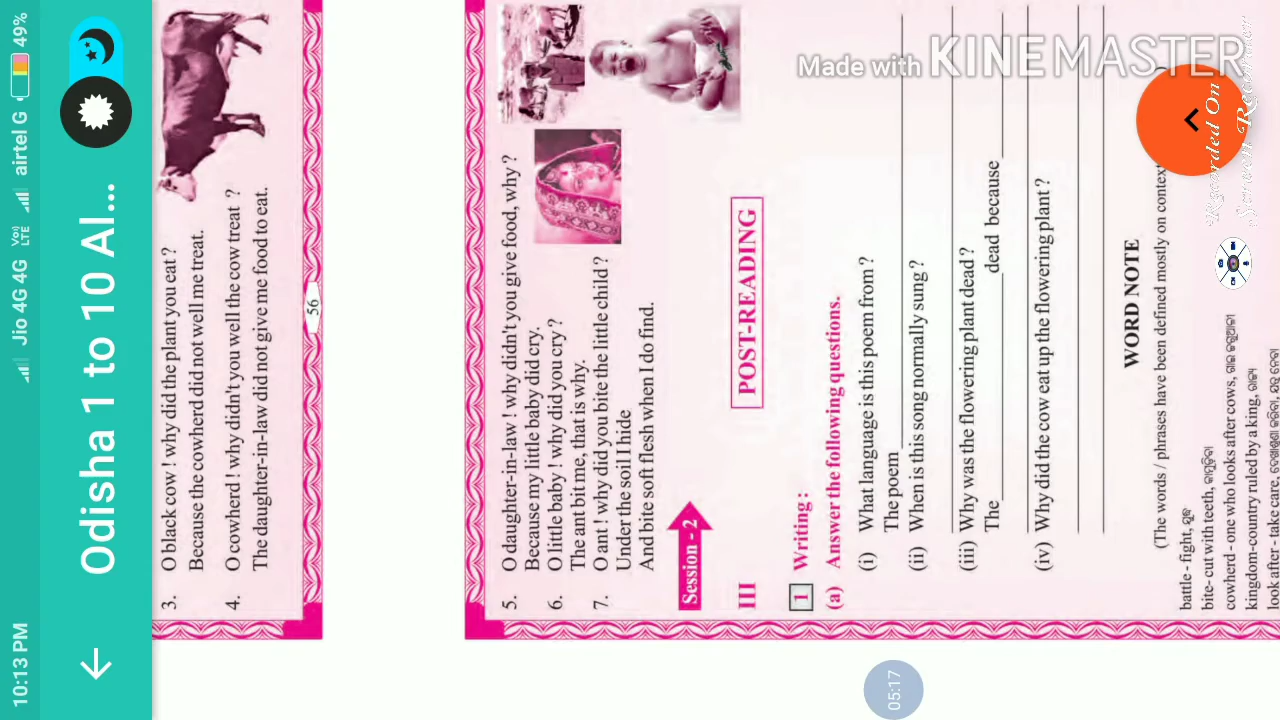 10:13 PM
Jio 4G 4G Vo) LTE airtel G 49%
Odisha 1 to 10 Al...
3. O black cow ! why did the plant you eat ?
Because the cowherd did not well me treat.
4. O cowherd ! why didn't you well the cow treat ?
The daughter-in-law did not give me food to eat.
56
5. O daughter-in-law ! why didn't you give food, why ?
Because my little baby did cry.
6. O little baby ! why did you cry ?
The ant bit me, that is why.
7. O ant ! why did you bite the little child ?
Under the soil I hide
And bite soft flesh when I do find.
Session - 2
III POST-READING
1 Writing :
(a) Answer the following questions.
(i) What language is this poem from ?
The poem
(ii) When is this song normally sung ?
(iii) Why was the flowering plant dead ?
The dead because
(iv) Why did the cow eat up the flowering plant ?
WORD NOTE
(The words / phrases have been defined mostly on context
battle - fight, ଯୁଦ୍ଧ
bite- cut with teeth, କାମୁଡ଼ିବା
cowherd - one who looks after cows, ଗାଈ ଜଗୁଆଳ
kingdom-country ruled by a king, ରାଜ୍ୟ
look after - take care,
Made with KINEMASTER
Recorded On
Screen Recorder
05:17